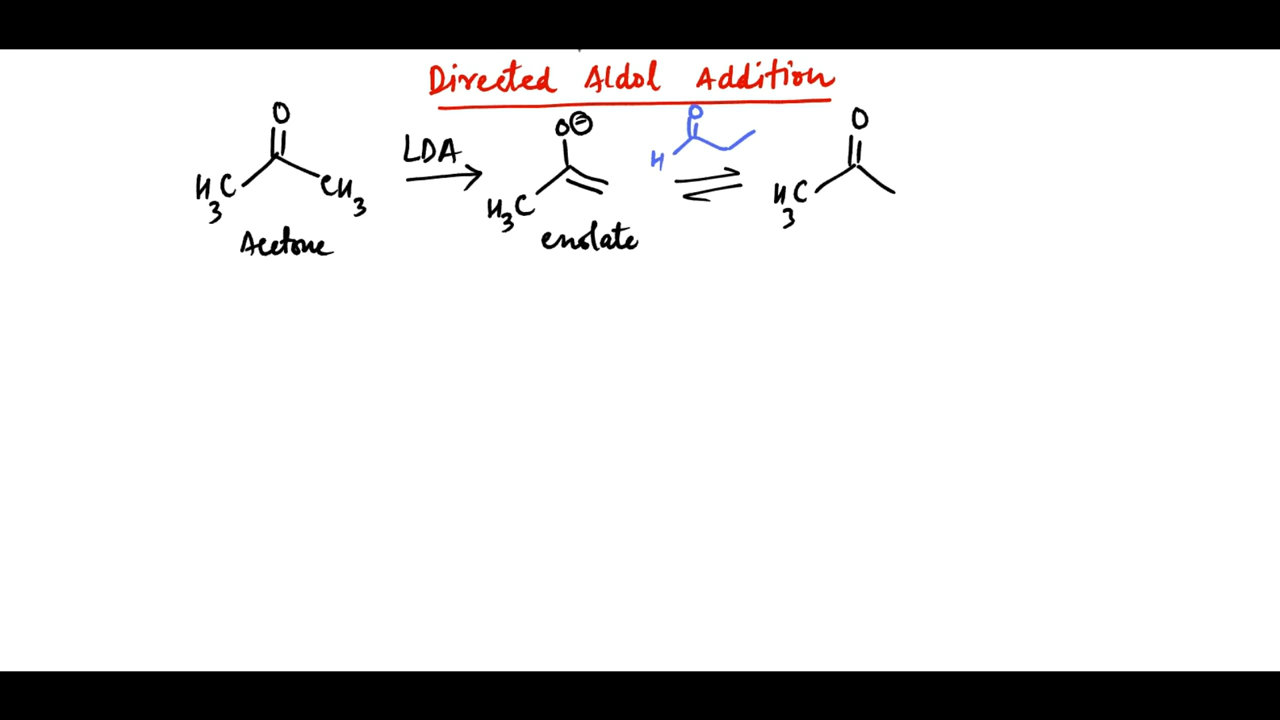 Directed Aldol Addition
O
H3C CH3
Acetone
LDA
O⊖
H3C
enolate
O
H
O
H3C